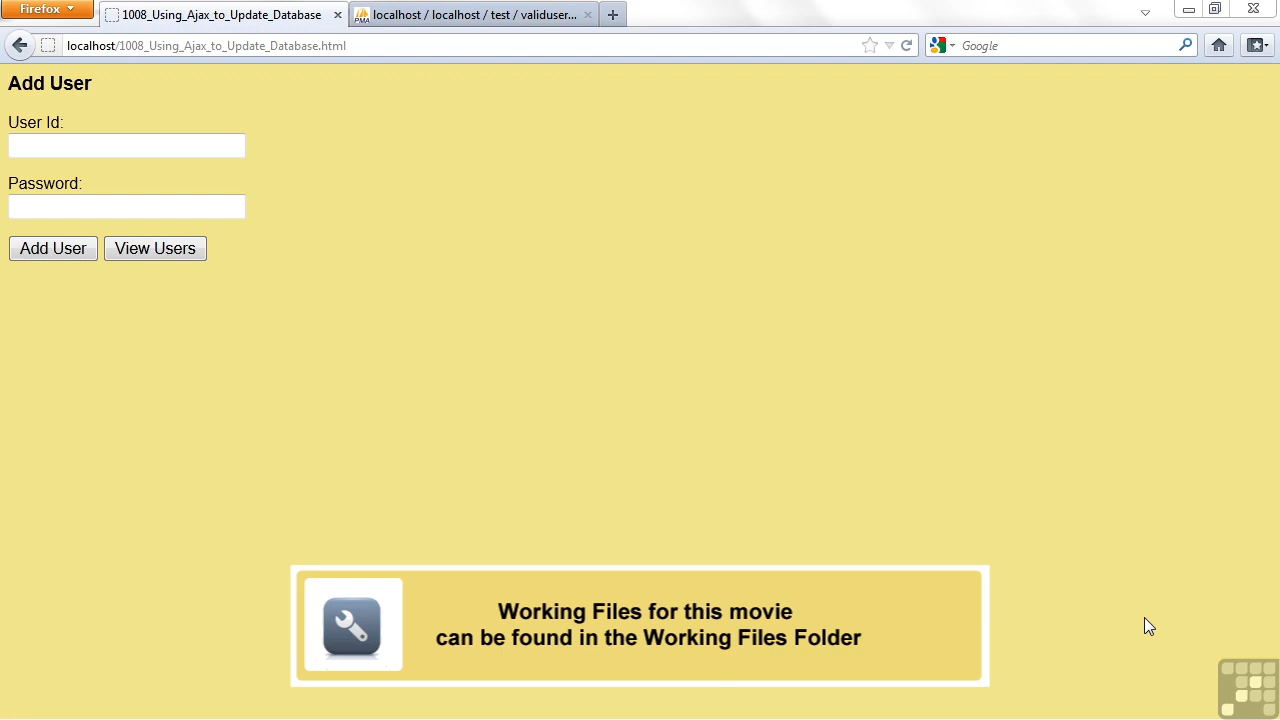 Firefox
1008_Using_Ajax_to_Update_Database
localhost / localhost / test / validuser...
localhost/1008_Using_Ajax_to_Update_Database.html
Google
Add User
User Id:
Password:
Add User
View Users
Working Files for this movie
can be found in the Working Files Folder